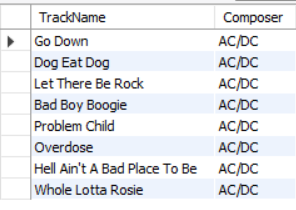 TrackName Composer
Go Down AC/DC
Dog Eat Dog AC/DC
Let There Be Rock AC/DC
Bad Boy Boogie AC/DC
Problem Child AC/DC
Overdose AC/DC
Hell Ain't A Bad Place To Be AC/DC
Whole Lotta Rosie AC/DC